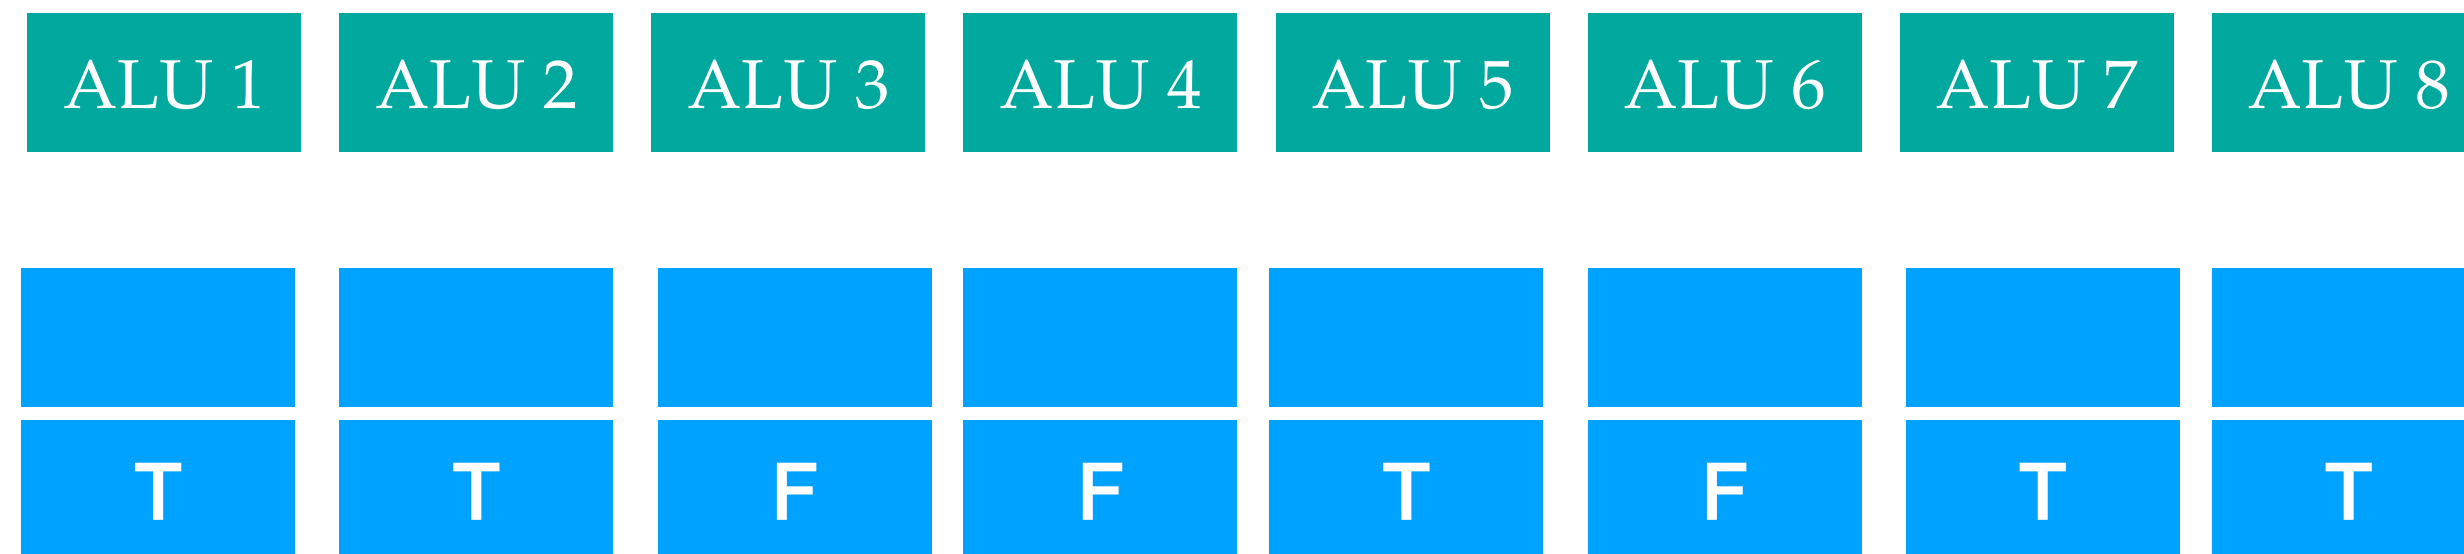 ALU 1 ALU 2 ALU 3 ALU 4 ALU 5 ALU 6 ALU 7 ALU 8
T T F F T F T T